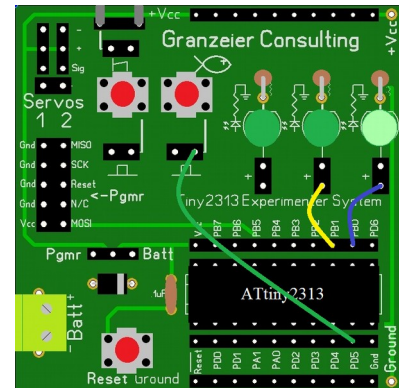 +Vcc
Granzeier Consulting
+Vcc
-
+
Sig
Servos
1 2
Gnd MISO
Gnd SCK
Gnd Reset
Gnd N/C
Vcc MOSI
<-Pgmr
+ + +
Tiny2313 Experimenter System
PB7 PB6 PB5 PB4 PB1 PB0 PD6
Pgmr Batt
.1uF
ATtiny2313
Batt
+
-
Reset PD0 PD1 PA1 PA0 PD2 PD3 PD4 PD5 Gnd
Reset Ground
Ground